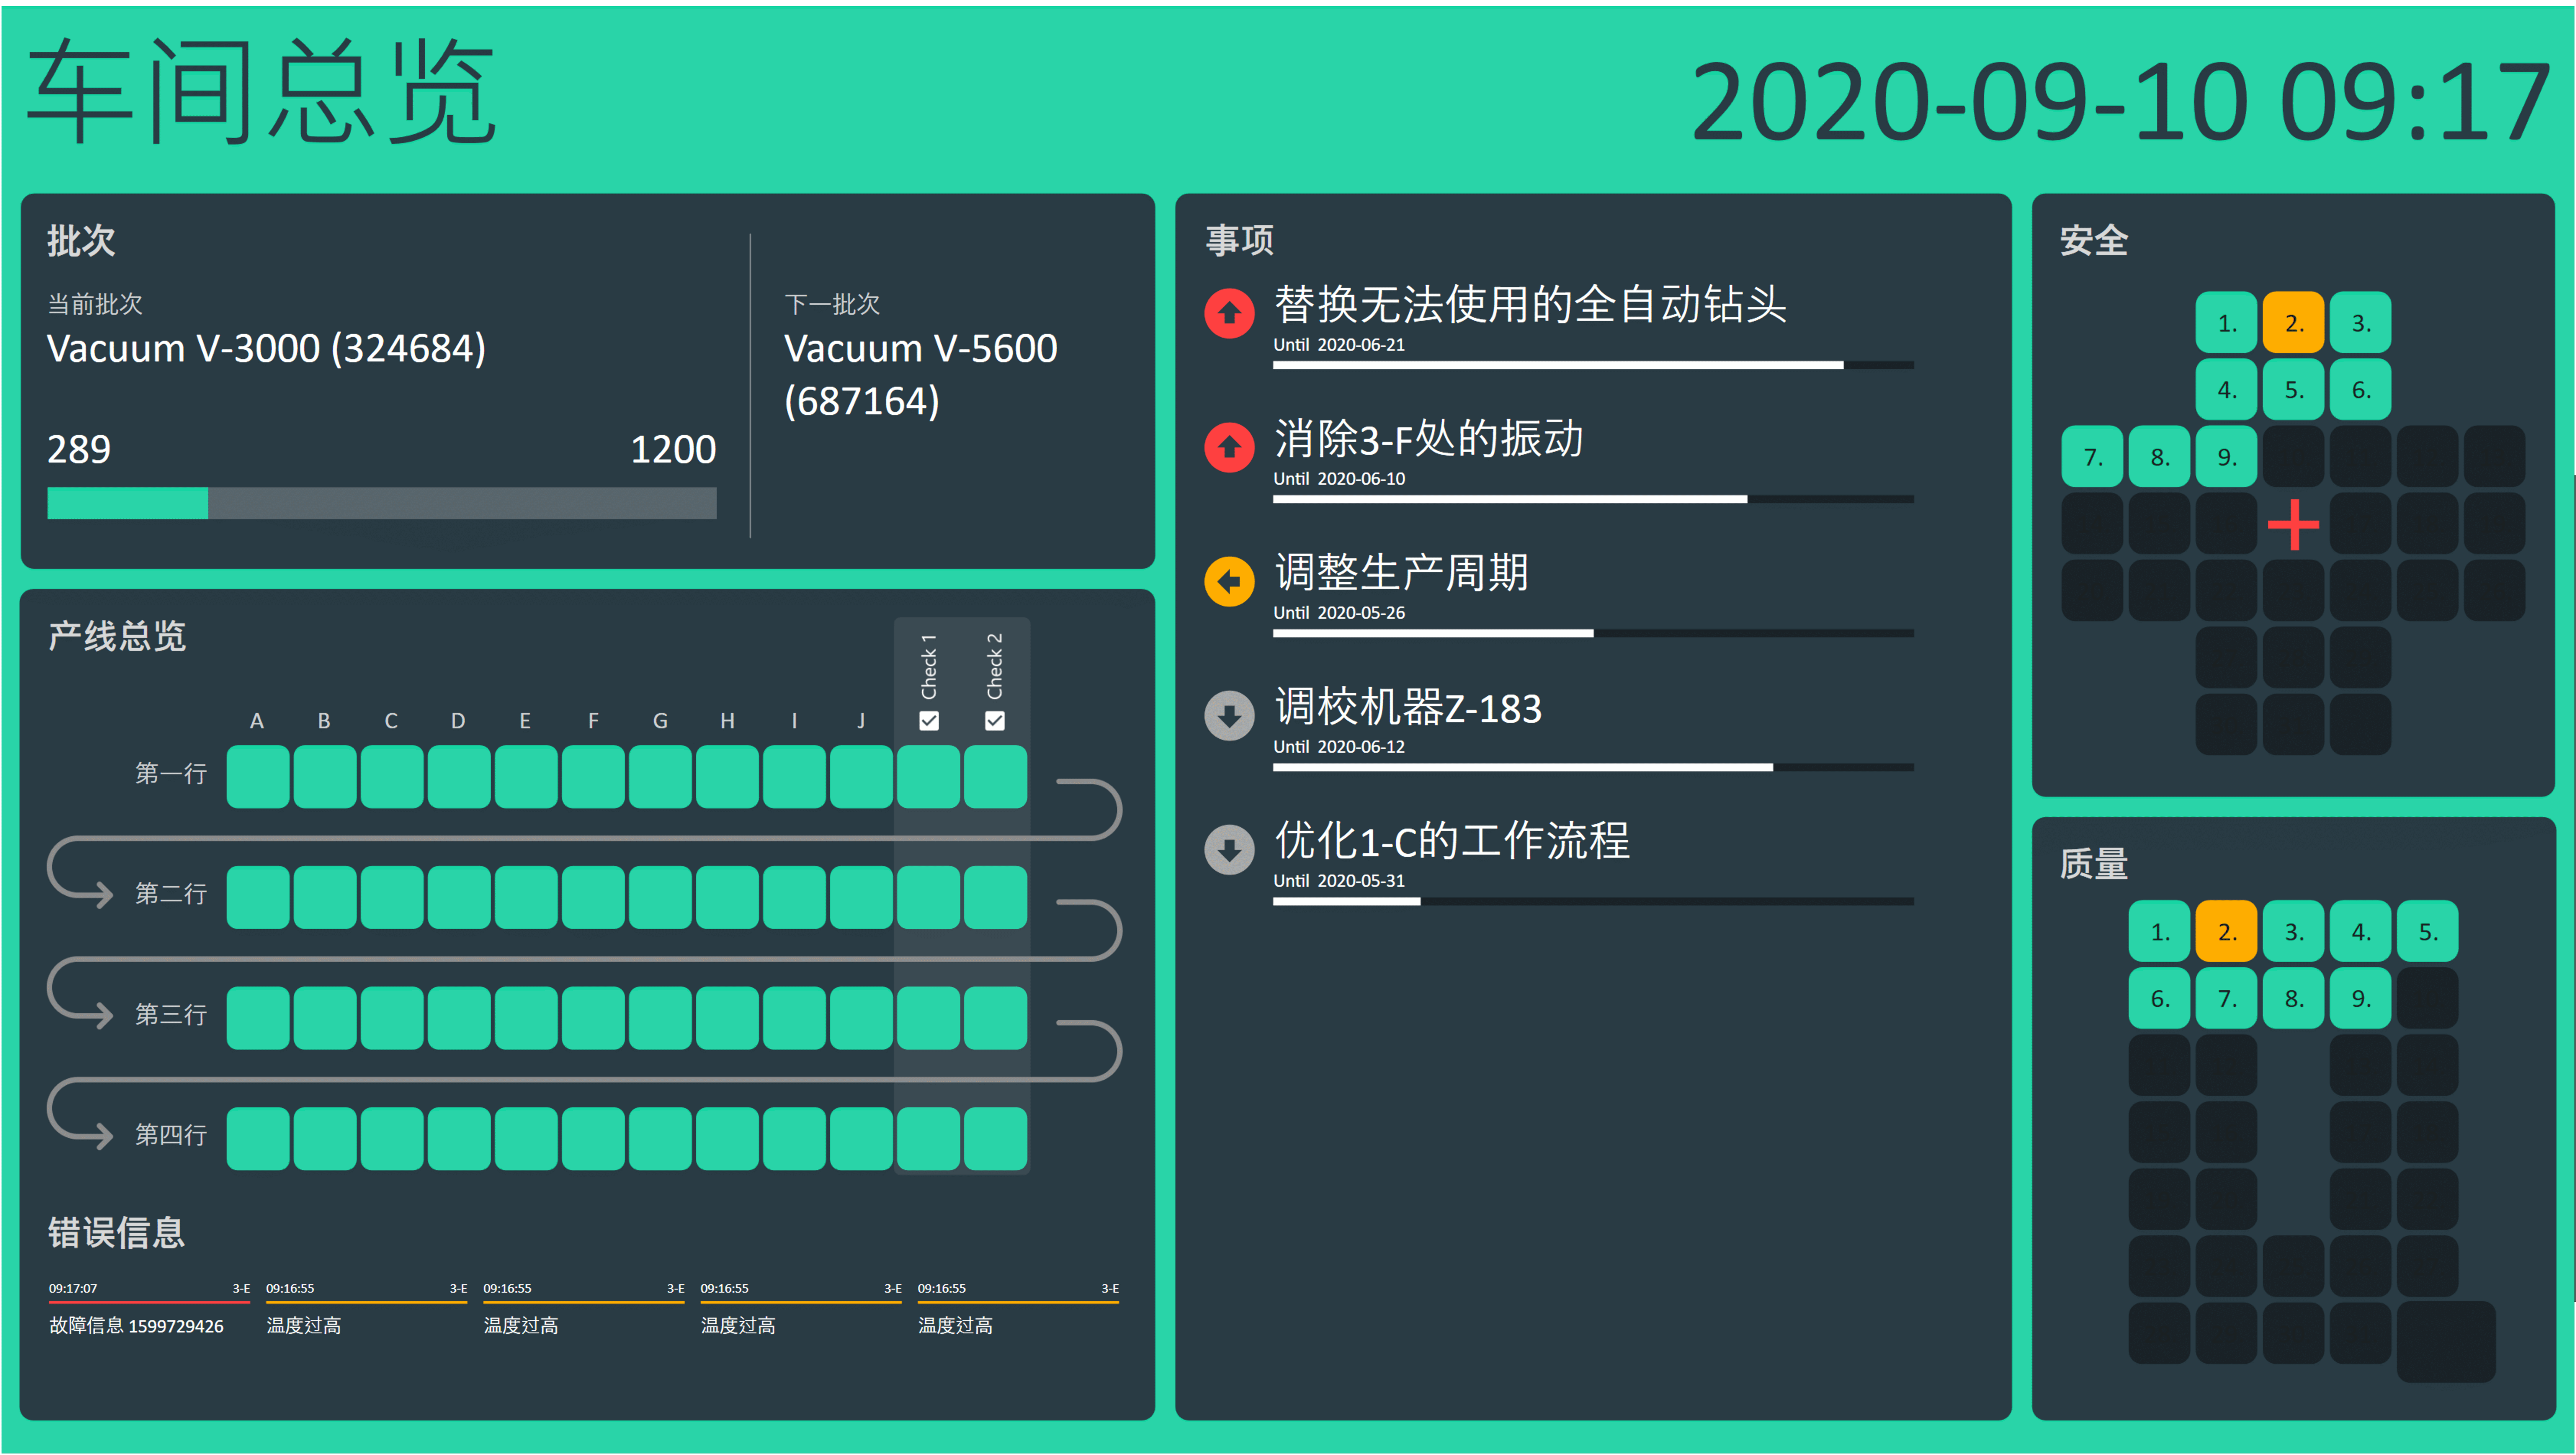 车间总览
2020-09-10 09:17
批次
当前批次
Vacuum V-3000 (324684)
289
1200
下一批次
Vacuum V-5600
(687164)
产线总览
Check 1
Check 2
A B C D E F G H I J
第一行
第二行
第三行
第四行
错误信息
09:17:07 3-E
故障信息 1599729426
09:16:55 3-E
温度过高
09:16:55 3-E
温度过高
09:16:55 3-E
温度过高
09:16:55 3-E
温度过高
事项
替换无法使用的全自动钻头
Until 2020-06-21
消除3-F处的振动
Until 2020-06-10
调整生产周期
Until 2020-05-26
调校机器Z-183
Until 2020-06-12
优化1-C的工作流程
Until 2020-05-31
安全
1. 2. 3.
4. 5. 6.
7. 8. 9.
质量
1. 2. 3. 4. 5.
6. 7. 8. 9.